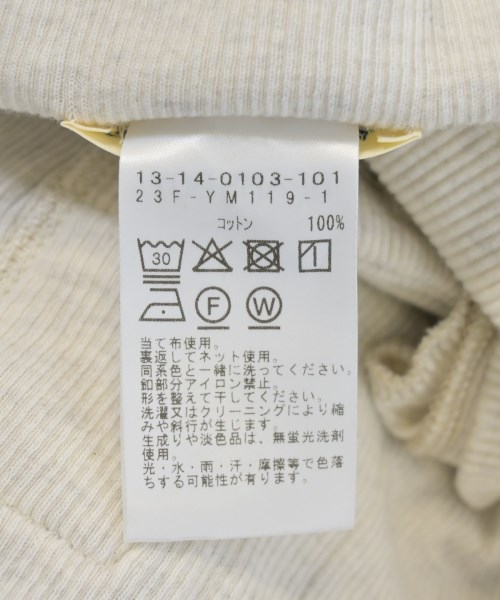 13-14-0103-101
23F-YM119-1
コットン 100%
30
F W
当て布使用。
裏返してネット使用。
同系色と一緒に洗ってください。
釦部分アイロン禁止。
形を整えて干してください。
洗濯又はクリーニングにより縮
みや斜行が生じます。
生成りや淡色品は、無蛍光洗剤
使用。
光・水・雨・汗・摩擦等で色落
ちする可能性が有ります。